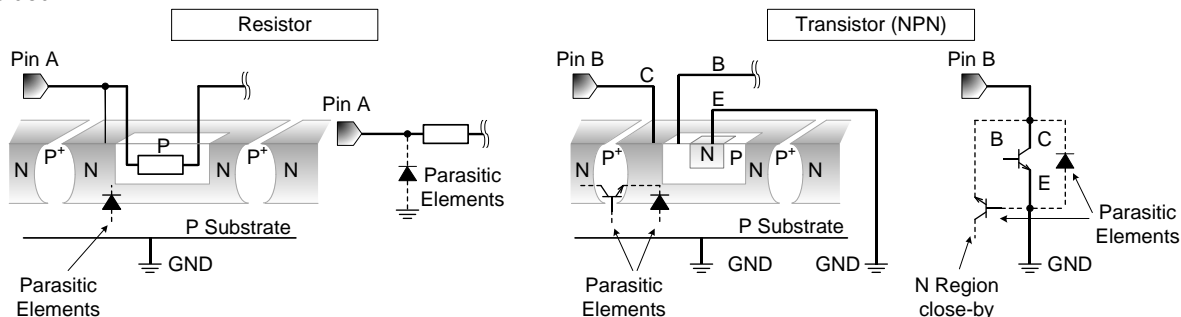 Resistor
Pin A
N
P+
N
P
N
P+
N
P Substrate
GND
Parasitic
Elements
Pin A
Parasitic
Elements
Transistor (NPN)
Pin B
C
B
E
N
P+
N
N
P
P+
N
P Substrate
GND
GND
Parasitic
Elements
Pin B
B
C
E
Parasitic
Elements
GND
N Region
close-by